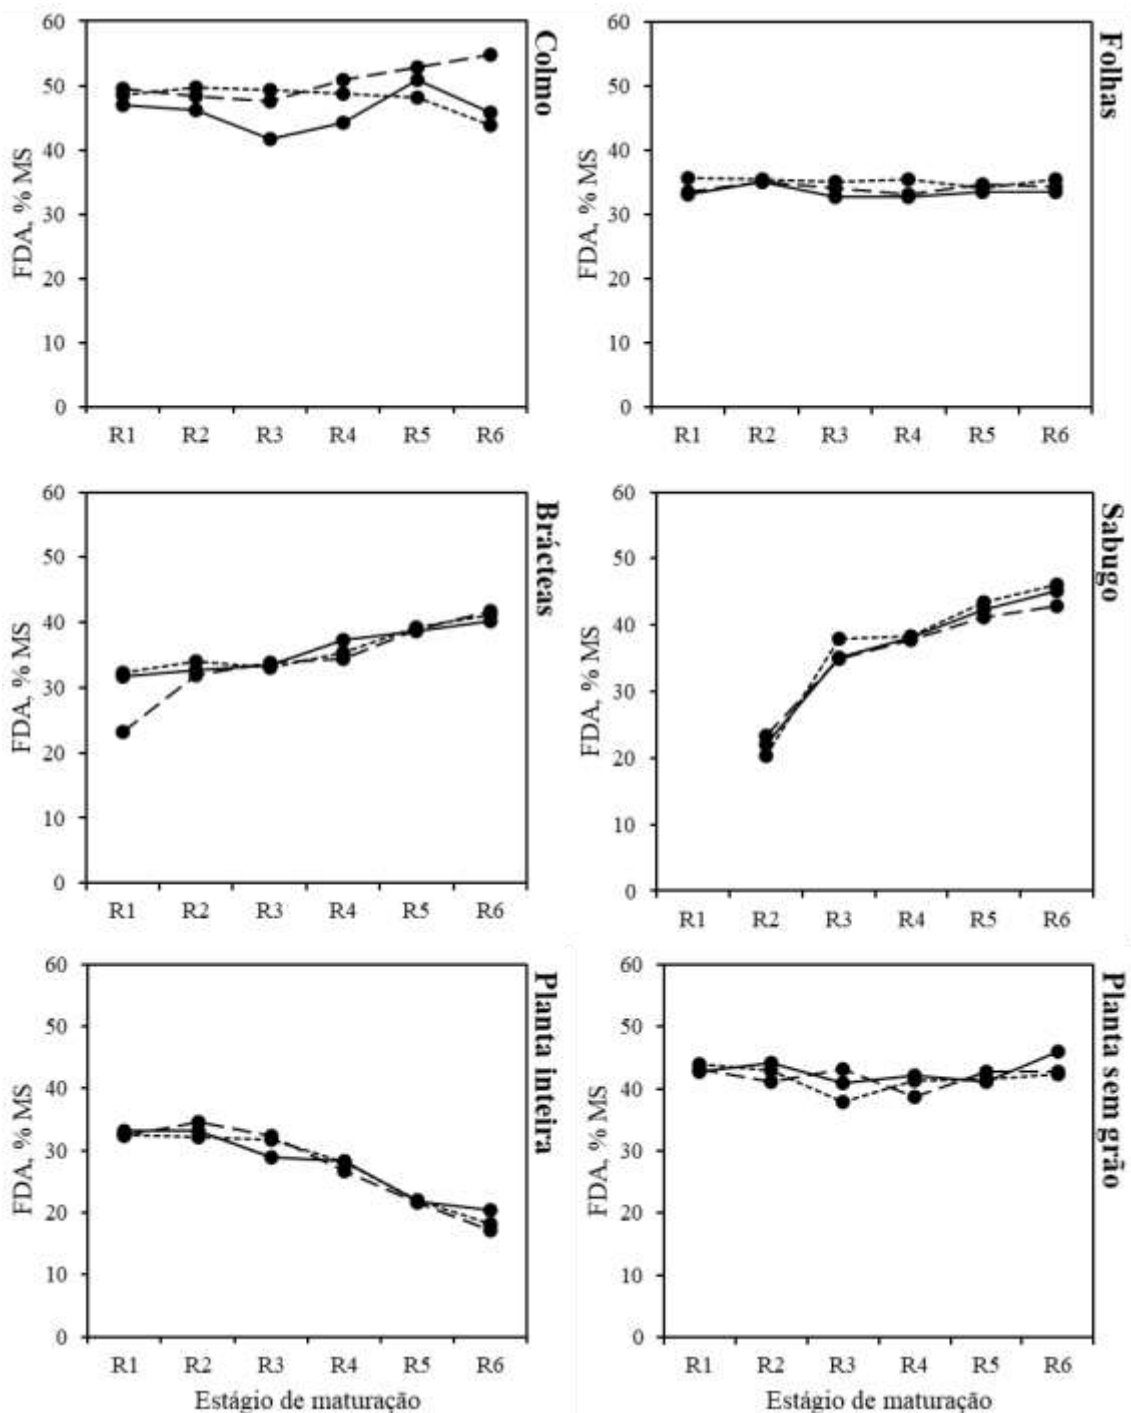 Colmo
FDA, % MS
60
50
40
30
20
10
0
R1 R2 R3 R4 R5 R6
Folhas
FDA, % MS
60
50
40
30
20
10
0
R1 R2 R3 R4 R5 R6
Brácteas
FDA, % MS
60
50
40
30
20
10
0
R1 R2 R3 R4 R5 R6
Sabugo
FDA, % MS
60
50
40
30
20
10
0
R1 R2 R3 R4 R5 R6
Planta inteira
FDA, % MS
60
50
40
30
20
10
0
R1 R2 R3 R4 R5 R6
Estágio de maturação
Planta sem grão
FDA, % MS
60
50
40
30
20
10
0
R1 R2 R3 R4 R5 R6
Estágio de maturação